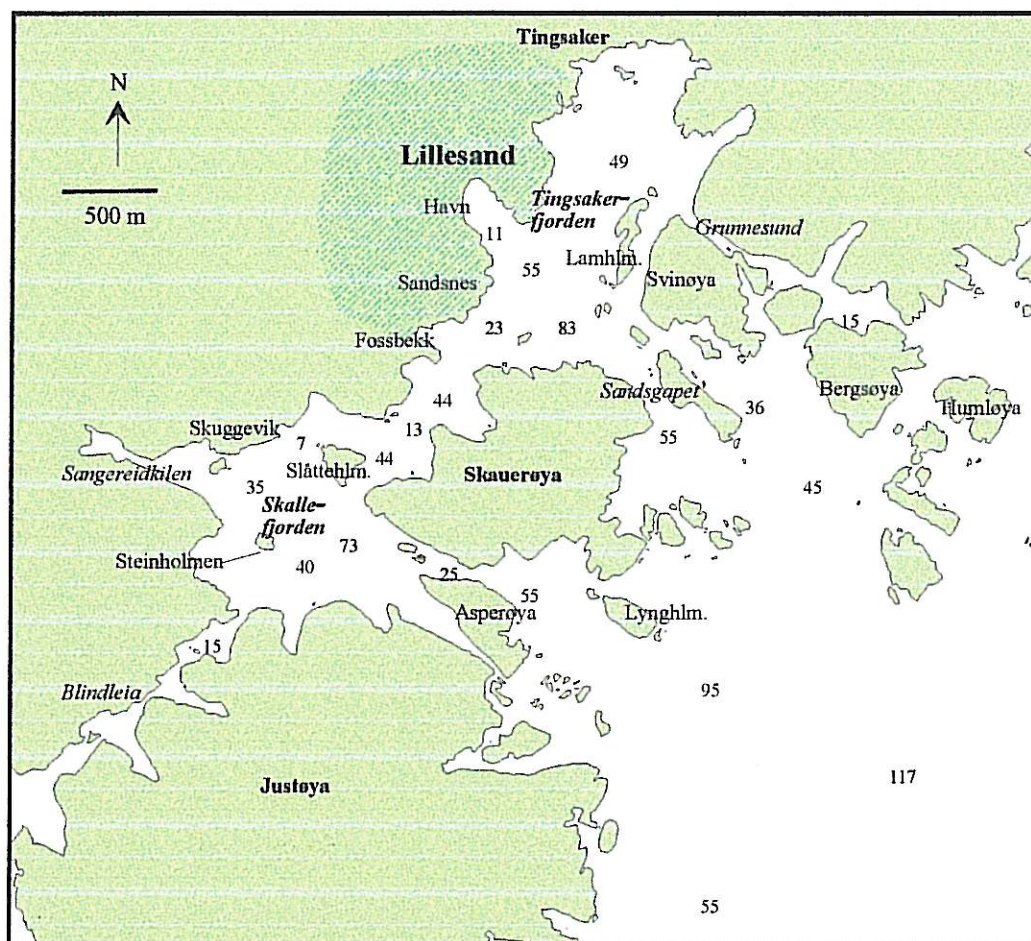 Tingsaker
N
Lillesand
49
500 m
Havn
Tingsaker-
fjorden
11
Grunnesund
55
Lamhlm.
Svinøya
Sandsnes
23
83
15
Fossbekk
Sandsgapet
Bergsøya
36
Humløya
44
13
Skuggevik
7
44
55
Slåttehlm.
Sangereidkilen
Skauerøya
35
45
Skalle-
fjorden
73
Steinholmen
40
25
55
Asperøya
Lynghlm.
15
Blindleia
95
Justøya
117
55